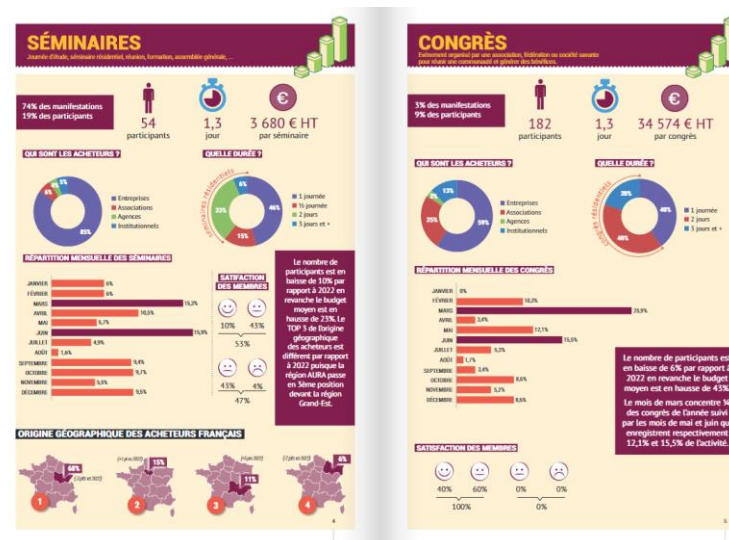 SÉMINAIRES
Journée d'étude, séminaire résidentiel, réunion, formation, assemblée générale, ...
74% des manifestations
19% des participants
54
participants
1,3
jour
€
3 680 € HT
par séminaire
QUI SONT LES ACHETEURS ?
5%
6%
85%
Entreprises
Associations
Agences
Institutionnels
QUELLE DURÉE ?
séminaires résidentiels
6%
33%
46%
15%
1 journée
½ journée
2 jours
3 jours et +
RÉPARTITION MENSUELLE DES SÉMINAIRES
JANVIER 6%
FÉVRIER 6%
MARS 15,2%
AVRIL 10,5%
MAI 5,7%
JUIN 15,9%
JUILLET 4,9%
AOÛT 1,6%
SEPTEMBRE 9,4%
OCTOBRE 9,7%
NOVEMBRE 5,5%
DÉCEMBRE 9,5%
SATIFACTION
DES MEMBRES
10% 43%
53%
43% 4%
47%
Le nombre de
participants est en
baisse de 10% par
rapport à 2022 en
revanche le budget
moyen est en
hausse de 23%. Le
TOP 3 de l'origine
géographique
des acheteurs est
différent par rapport
à 2022 puisque la
région AURA passe
en 3ème position
devant la région
Grand-Est.
ORIGINE GÉOGRAPHIQUE DES ACHETEURS FRANÇAIS
68%
15%
11%
6%
1
2
3
4
4
CONGRÈS
Evénement organisé par une association, fédération ou société savante
pour réunir une communauté et générer des bénéfices.
3% des manifestations
9% des participants
182
participants
1,3
jour
€
34 574 € HT
par congrès
QUI SONT LES ACHETEURS ?
13%
25%
59%
Entreprises
Associations
Agences
Institutionnels
QUELLE DURÉE ?
congrès résidentiels
20%
40%
40%
1 journée
2 jours
3 jours et +
RÉPARTITION MENSUELLE DES CONGRÈS
JANVIER 0%
FÉVRIER 10,3%
MARS
AVRIL 3,4%
MAI 12,1%
JUIN 15,5%
JUILLET 5,2%
AOÛT 1,7%
SEPTEMBRE 3,4%
OCTOBRE 8,6%
NOVEMBRE 5,2%
DÉCEMBRE 8,6%
Le nombre de participants est
en baisse de 6% par rapport à
2022 en revanche le budget
moyen est en hausse de 43%.
Le mois de mars concentre ¼
des congrès de l'année suivi
par les mois de mai et juin qui
enregistrent respectivement
12,1% et 15,5% de l'activité.
SATISFACTION DES MEMBRES
40% 60% 0% 0%
100% 0%
5